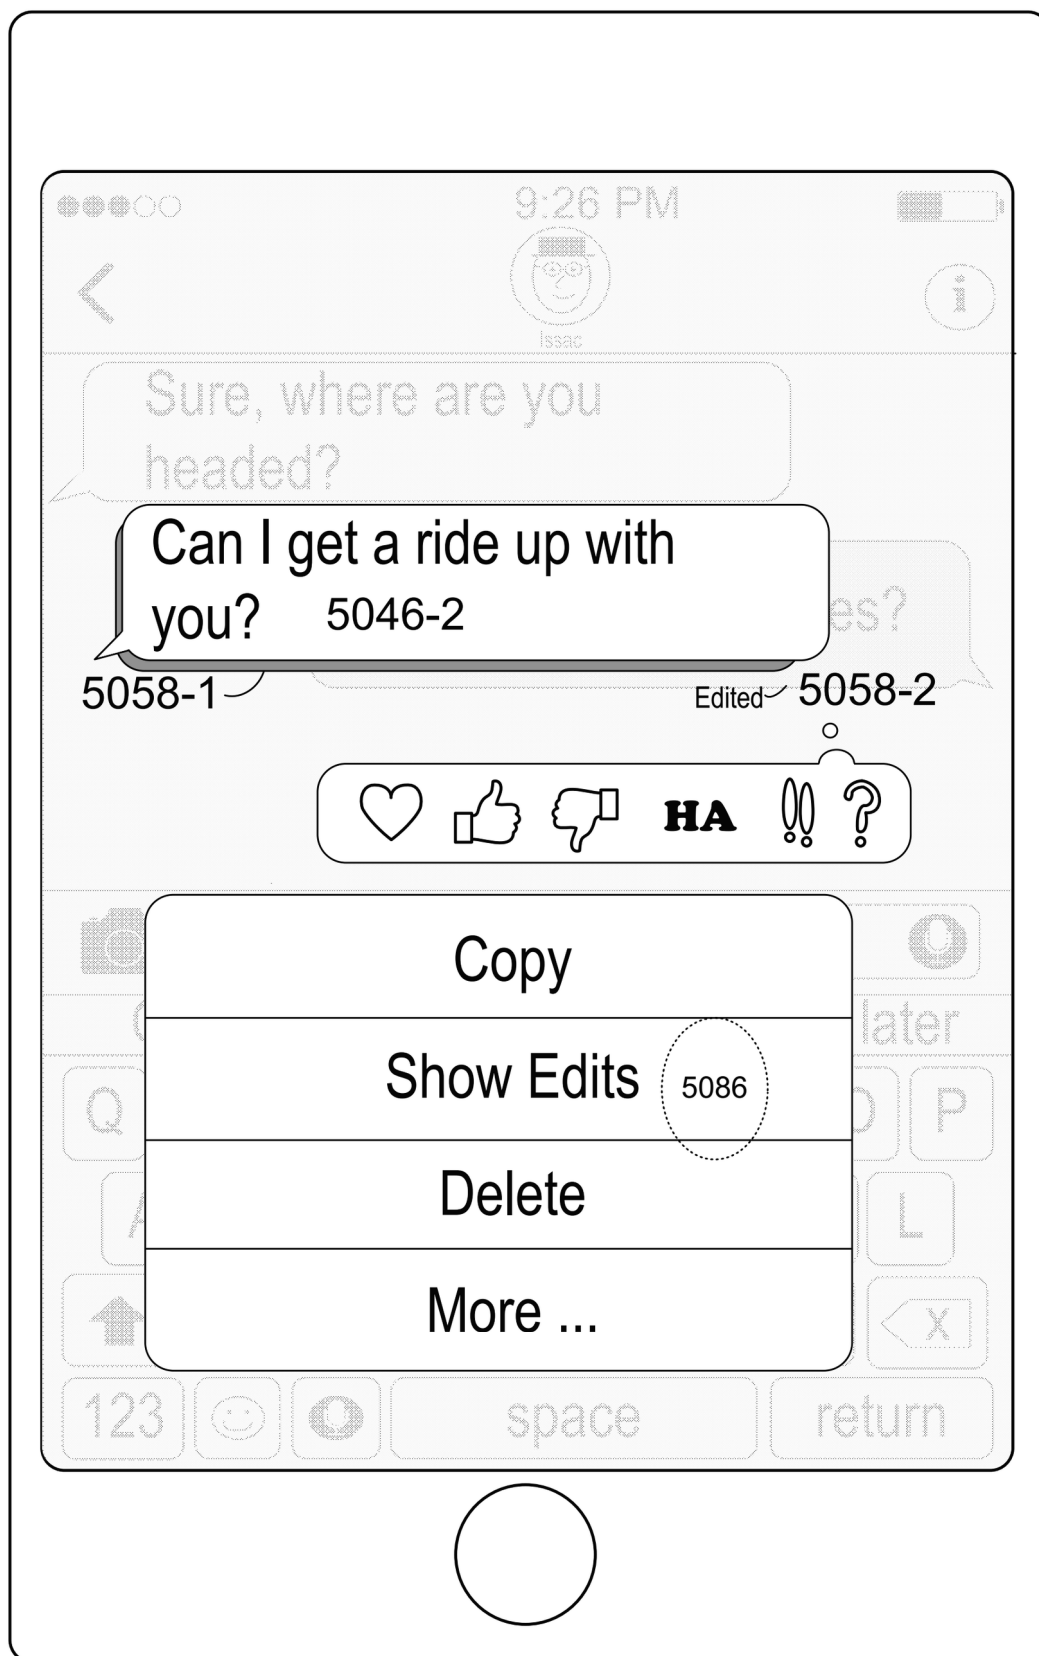 9:26 PM
i
Issac
Sure, where are you
headed?
Can I get a ride up with
you? 5046-2
es?
5058-1
Edited 5058-2
HA !! ?
Copy
later
Show Edits 5086
Q P
Delete
A L
More ...
X
123 space return